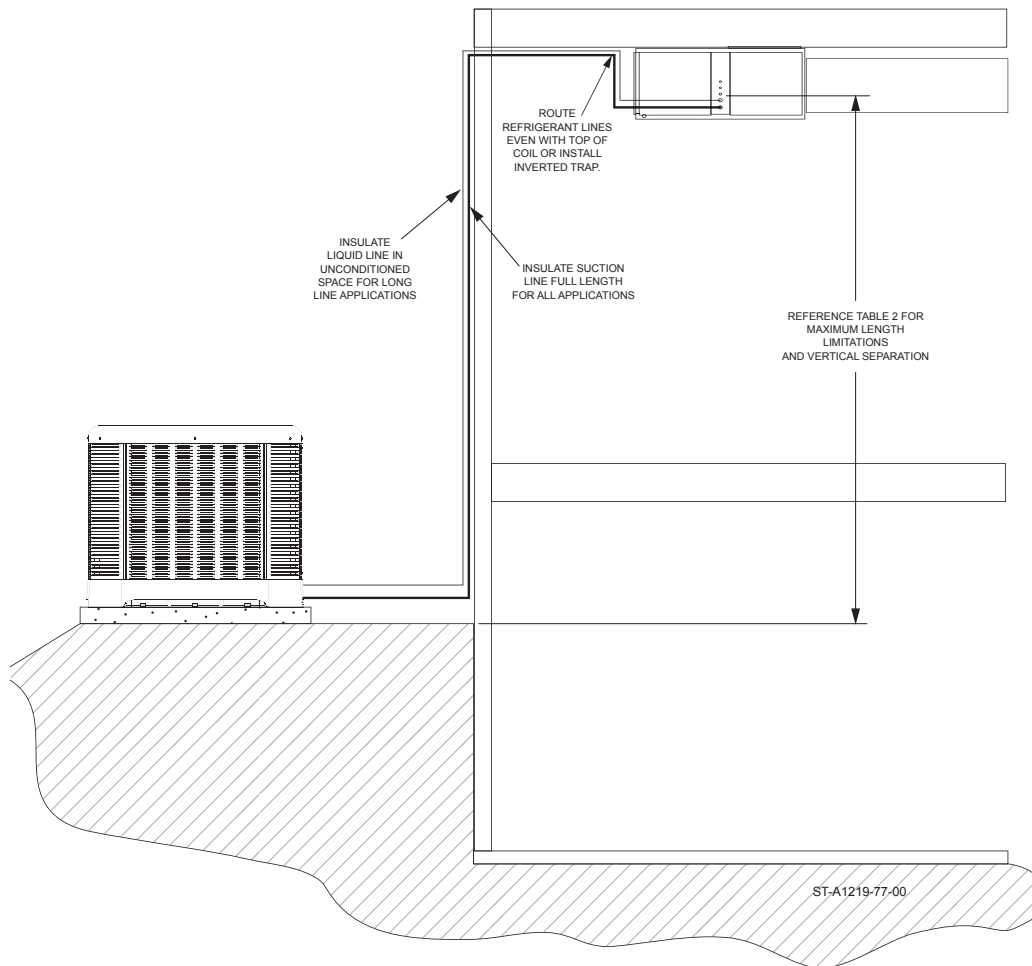 ROUTE
REFRIGERANT LINES
EVEN WITH TOP OF
COIL OR INSTALL
INVERTED TRAP.
INSULATE
LIQUID LINE IN
UNCONDITIONED
SPACE FOR LONG
LINE APPLICATIONS
INSULATE SUCTION
LINE FULL LENGTH
FOR ALL APPLICATIONS
REFERENCE TABLE 2 FOR
MAXIMUM LENGTH
LIMITATIONS
AND VERTICAL SEPARATION
ST-A1219-77-00